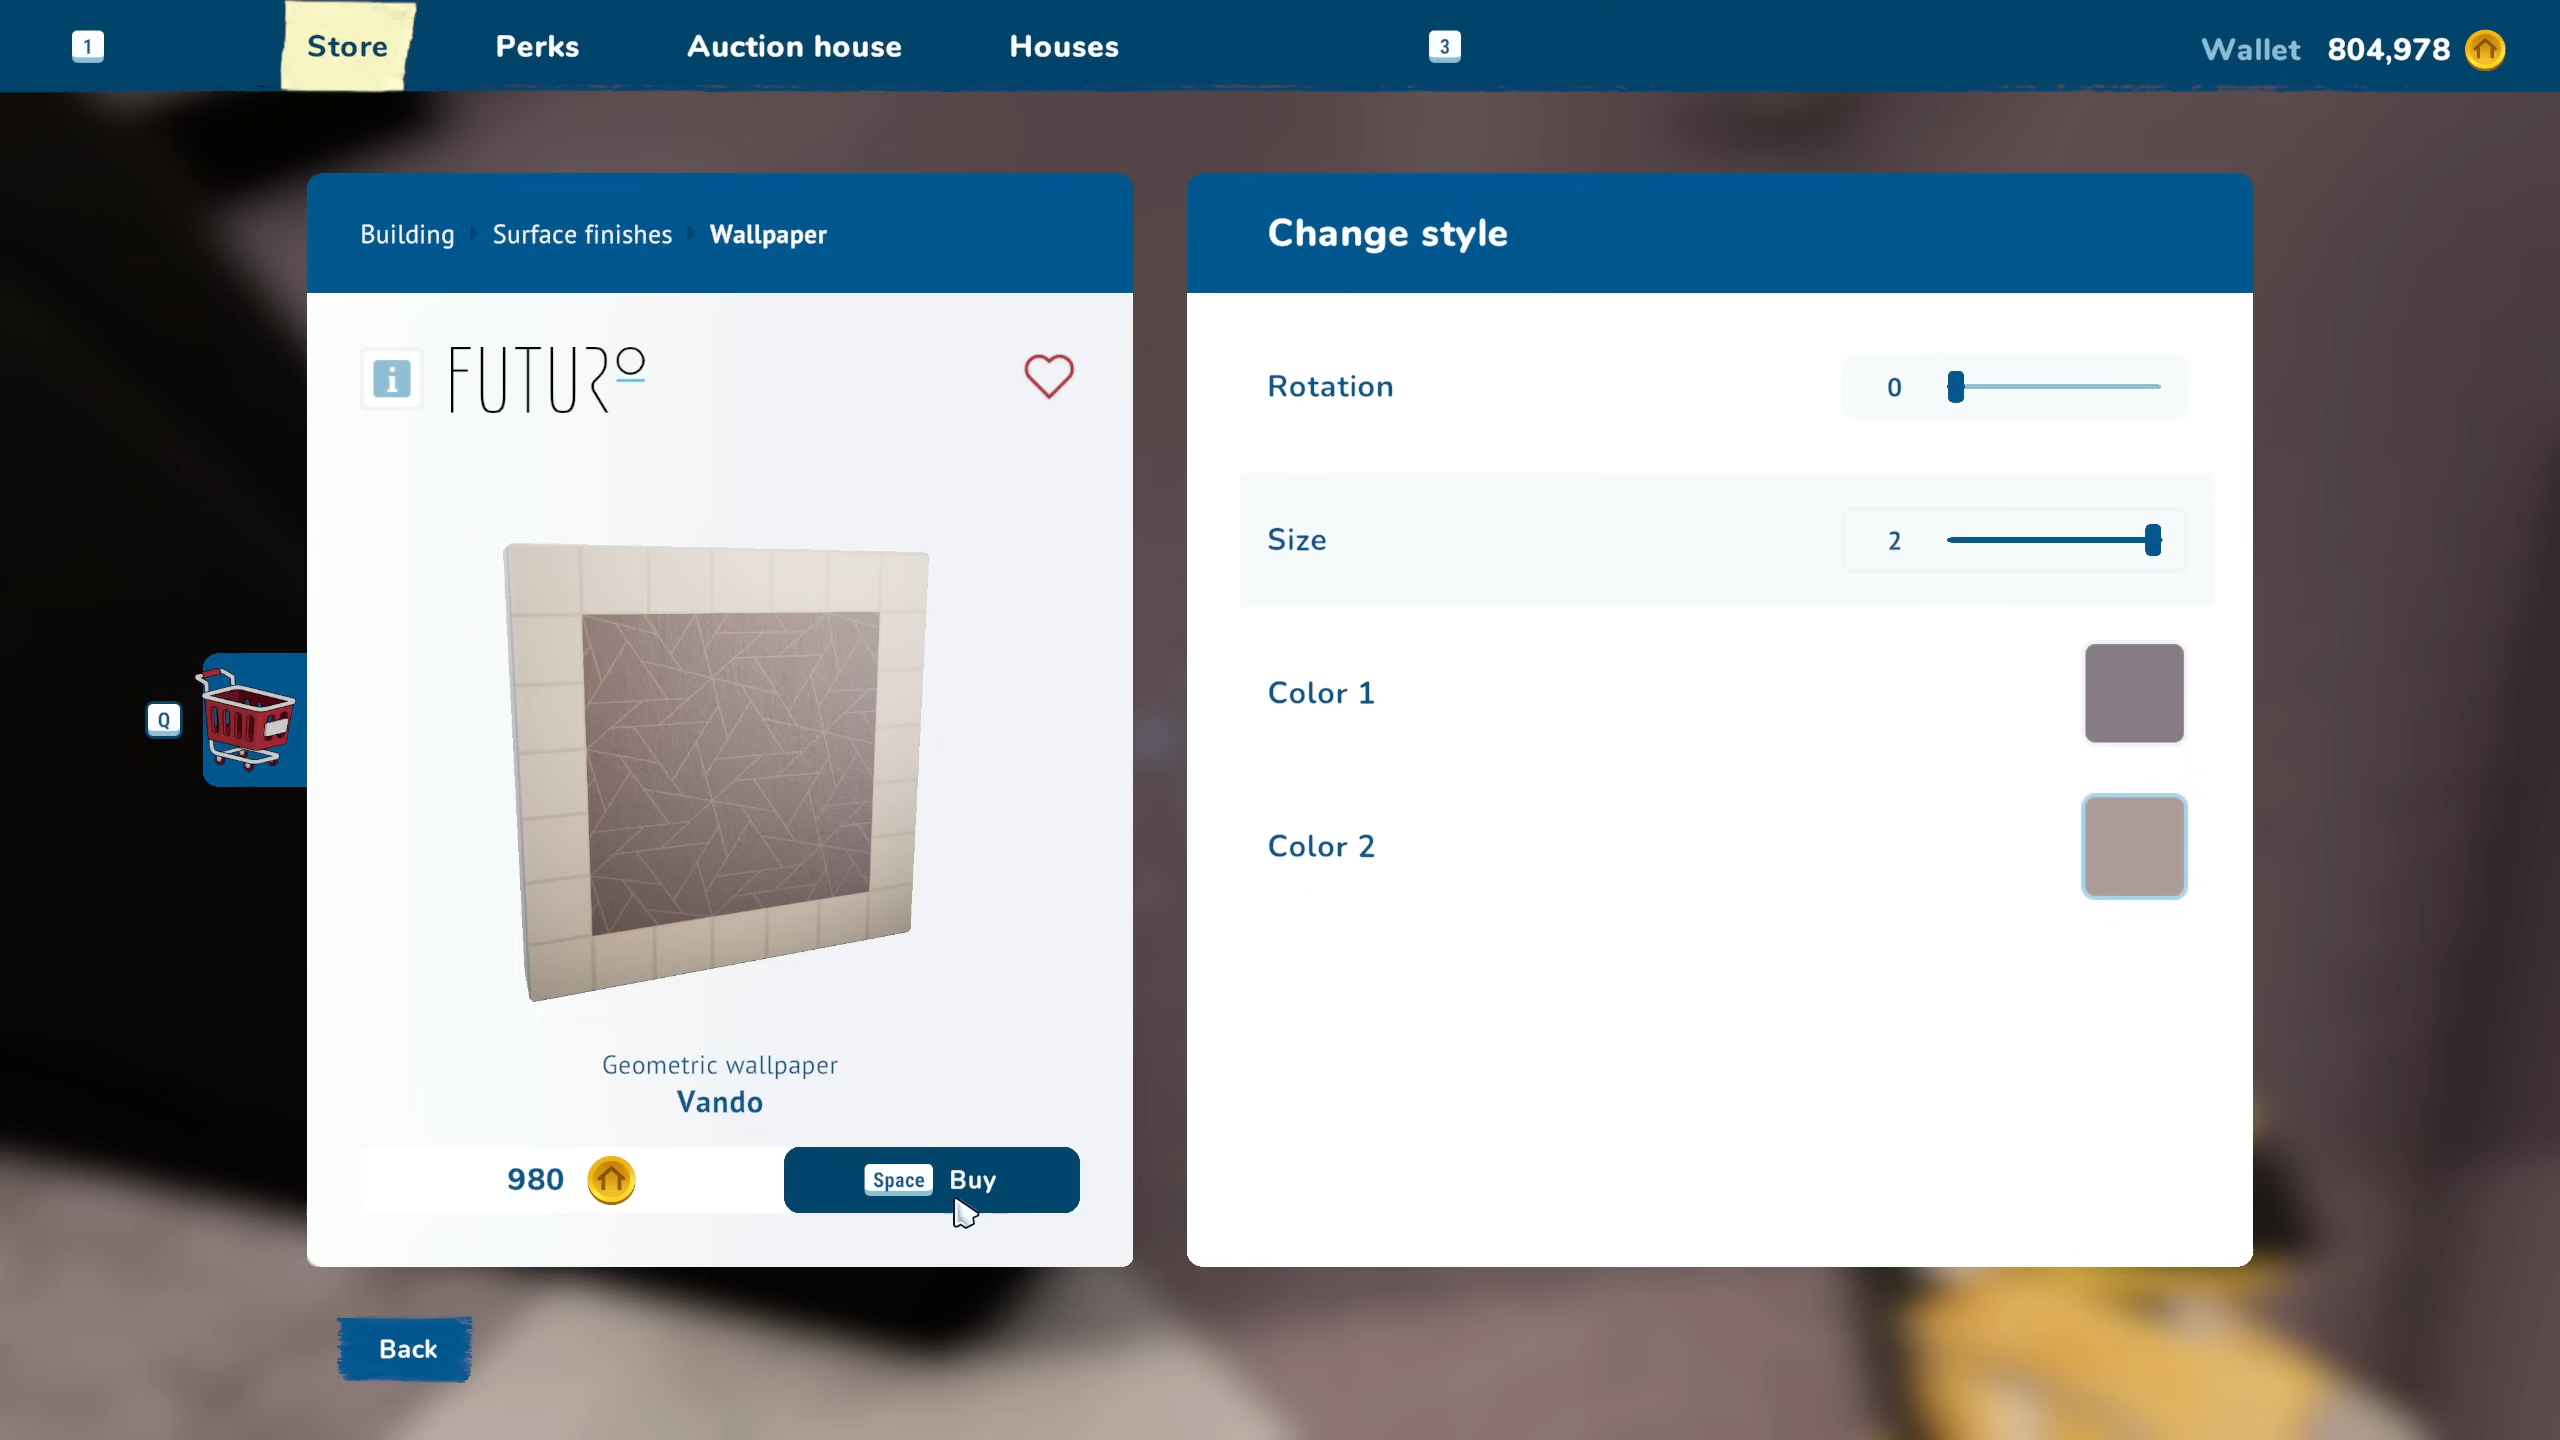 1
Store
Perks
Auction house
Houses
3
Wallet 804,978
Building Surface finishes Wallpaper
i FUTURO
Q
Geometric wallpaper
Vando
980
Space Buy
Back
Change style
Rotation 0
Size 2
Color 1
Color 2